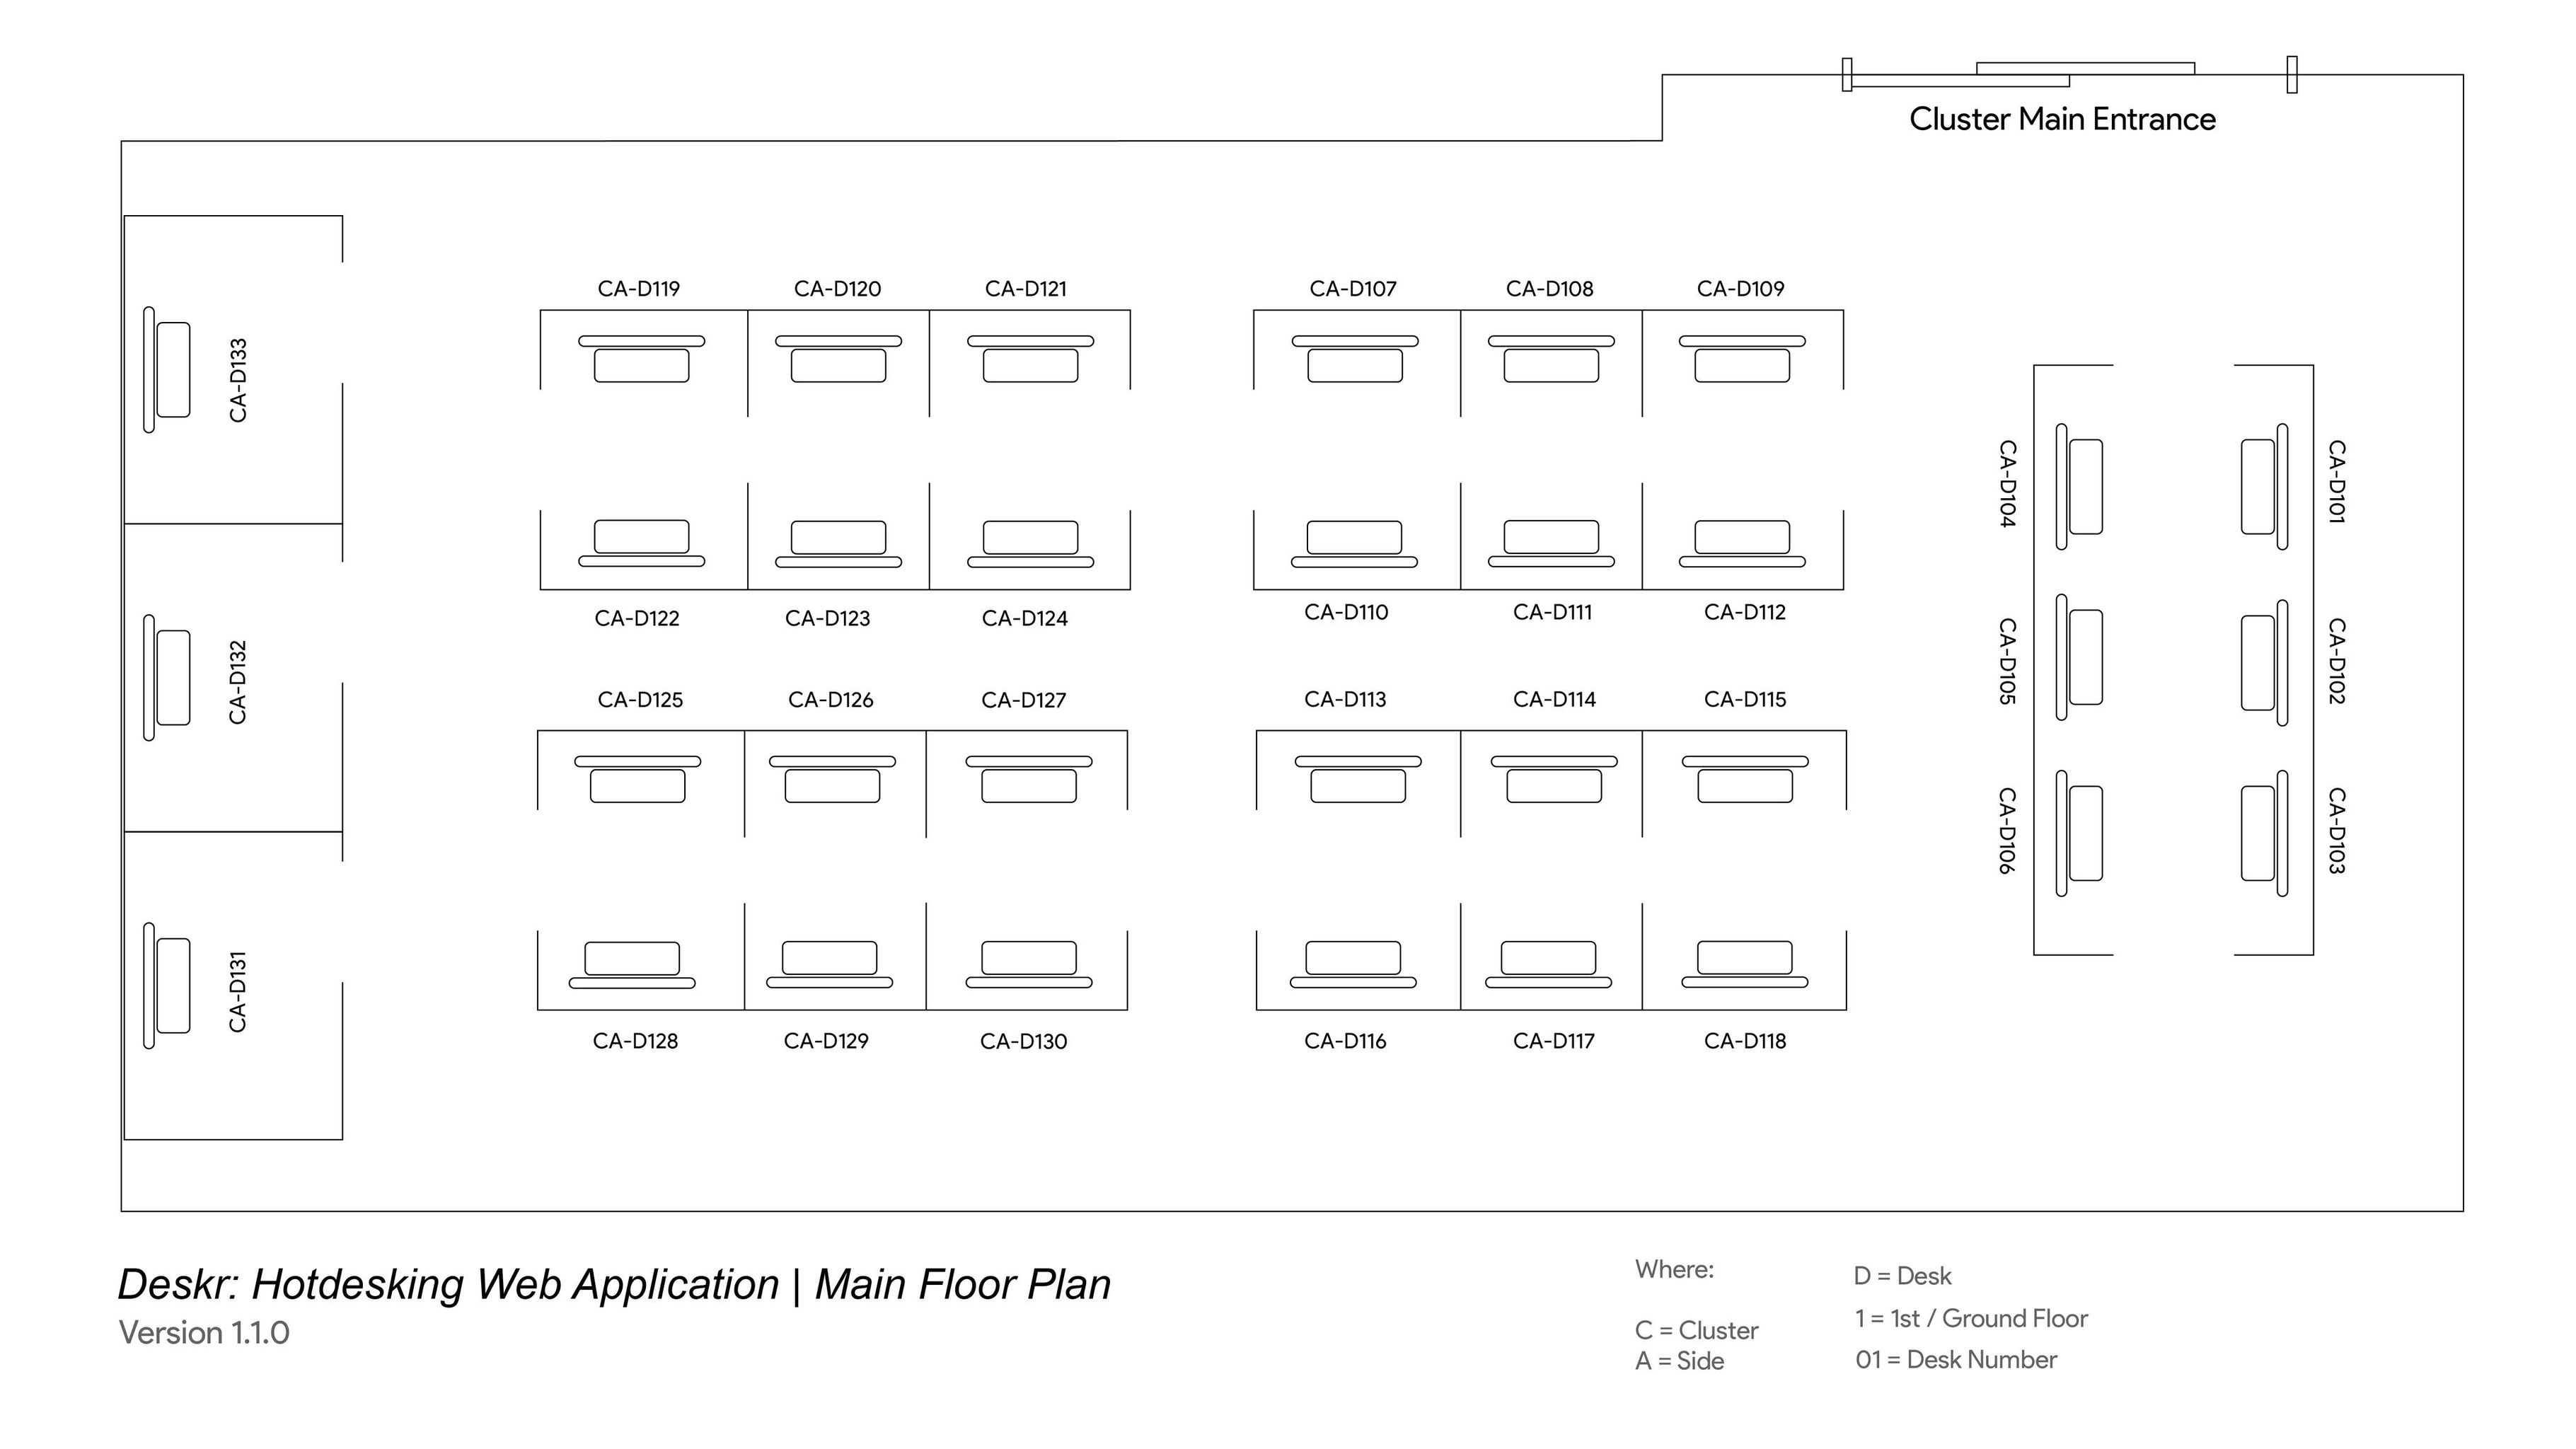 Cluster Main Entrance
CA-D119 CA-D120 CA-D121 CA-D107 CA-D108 CA-D109
CA-D133
CA-D104 CA-D101
CA-D122 CA-D123 CA-D124 CA-D110 CA-D111 CA-D112
CA-D132
CA-D105 CA-D102
CA-D125 CA-D126 CA-D127 CA-D113 CA-D114 CA-D115
CA-D106 CA-D103
CA-D131
CA-D128 CA-D129 CA-D130 CA-D116 CA-D117 CA-D118
Deskr: Hotdesking Web Application | Main Floor Plan
Version 1.1.0
Where:
C = Cluster
A = Side
D = Desk
1 = 1st / Ground Floor
01 = Desk Number